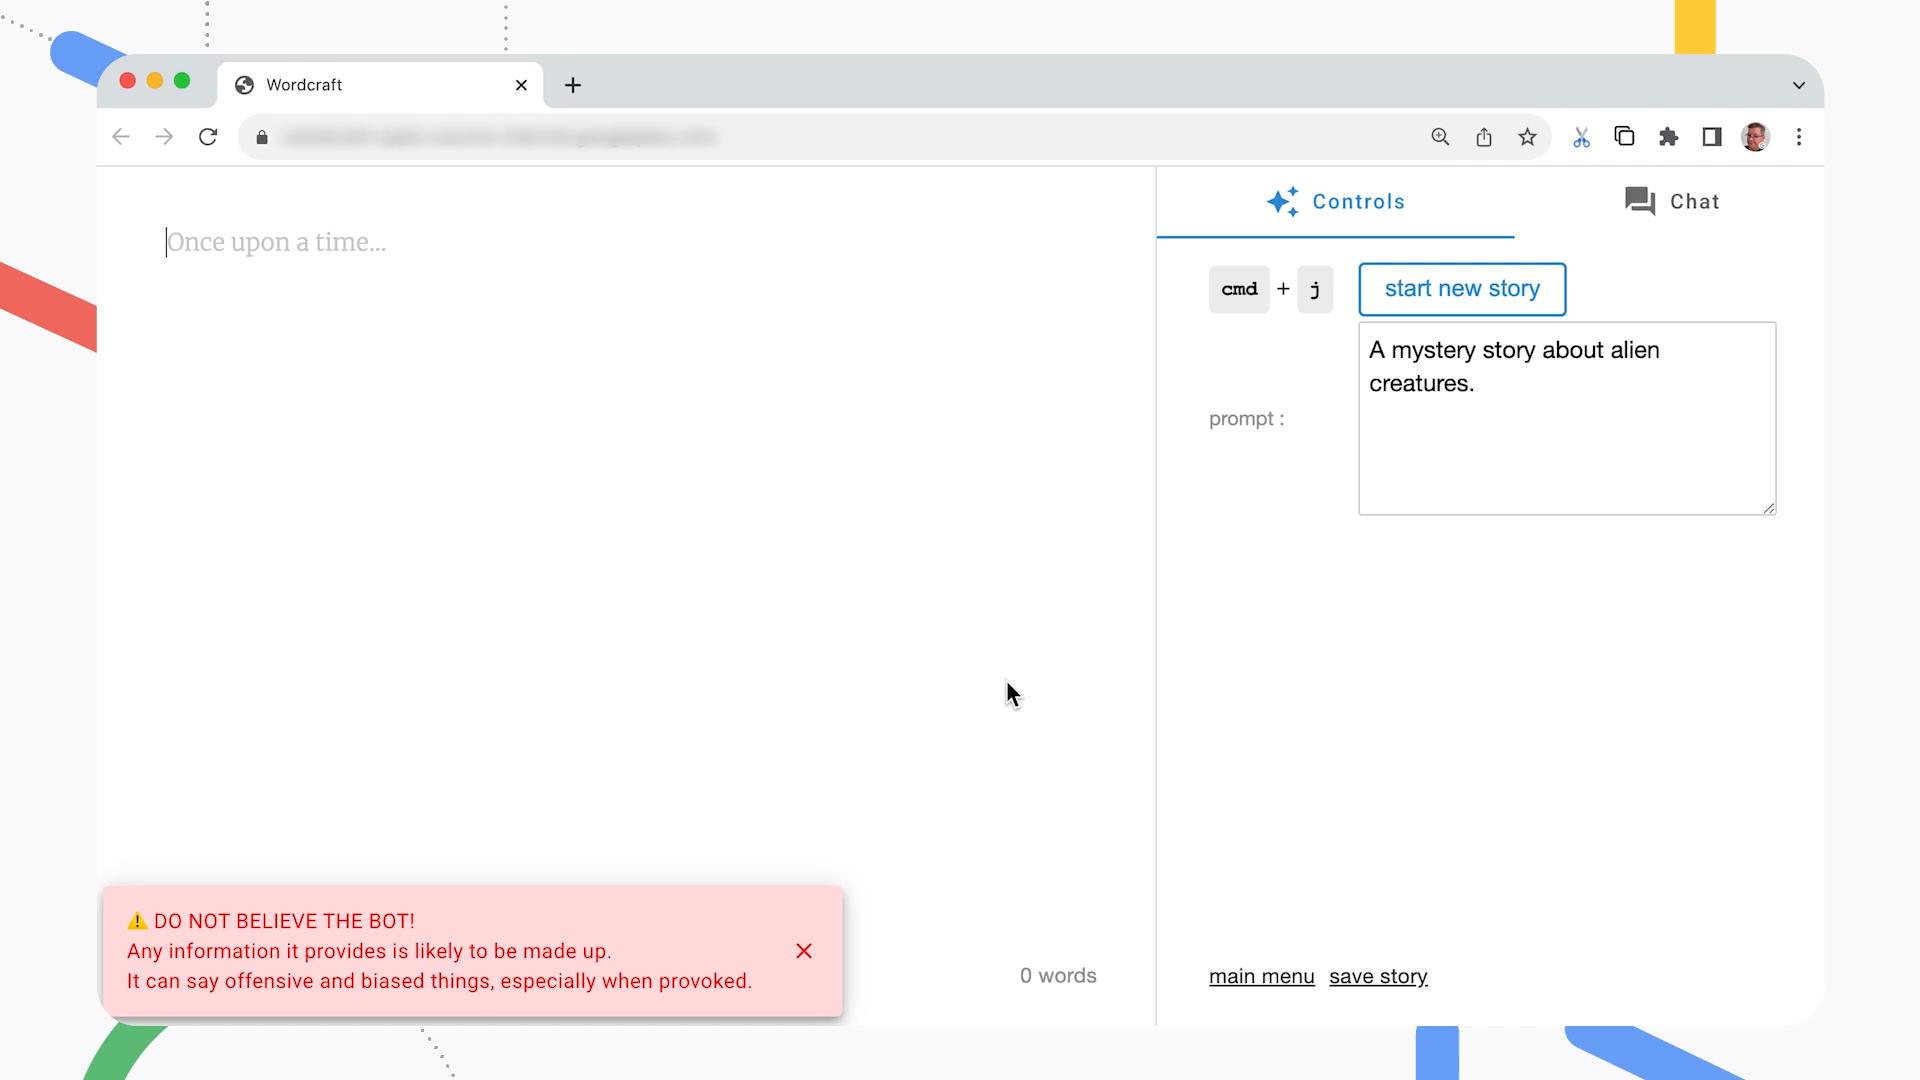 Wordcraft
Once upon a time...
Controls
Chat
cmd + j
start new story
prompt :
A mystery story about alien
creatures.
DO NOT BELIEVE THE BOT!
Any information it provides is likely to be made up.
It can say offensive and biased things, especially when provoked.
0 words
main menu save story